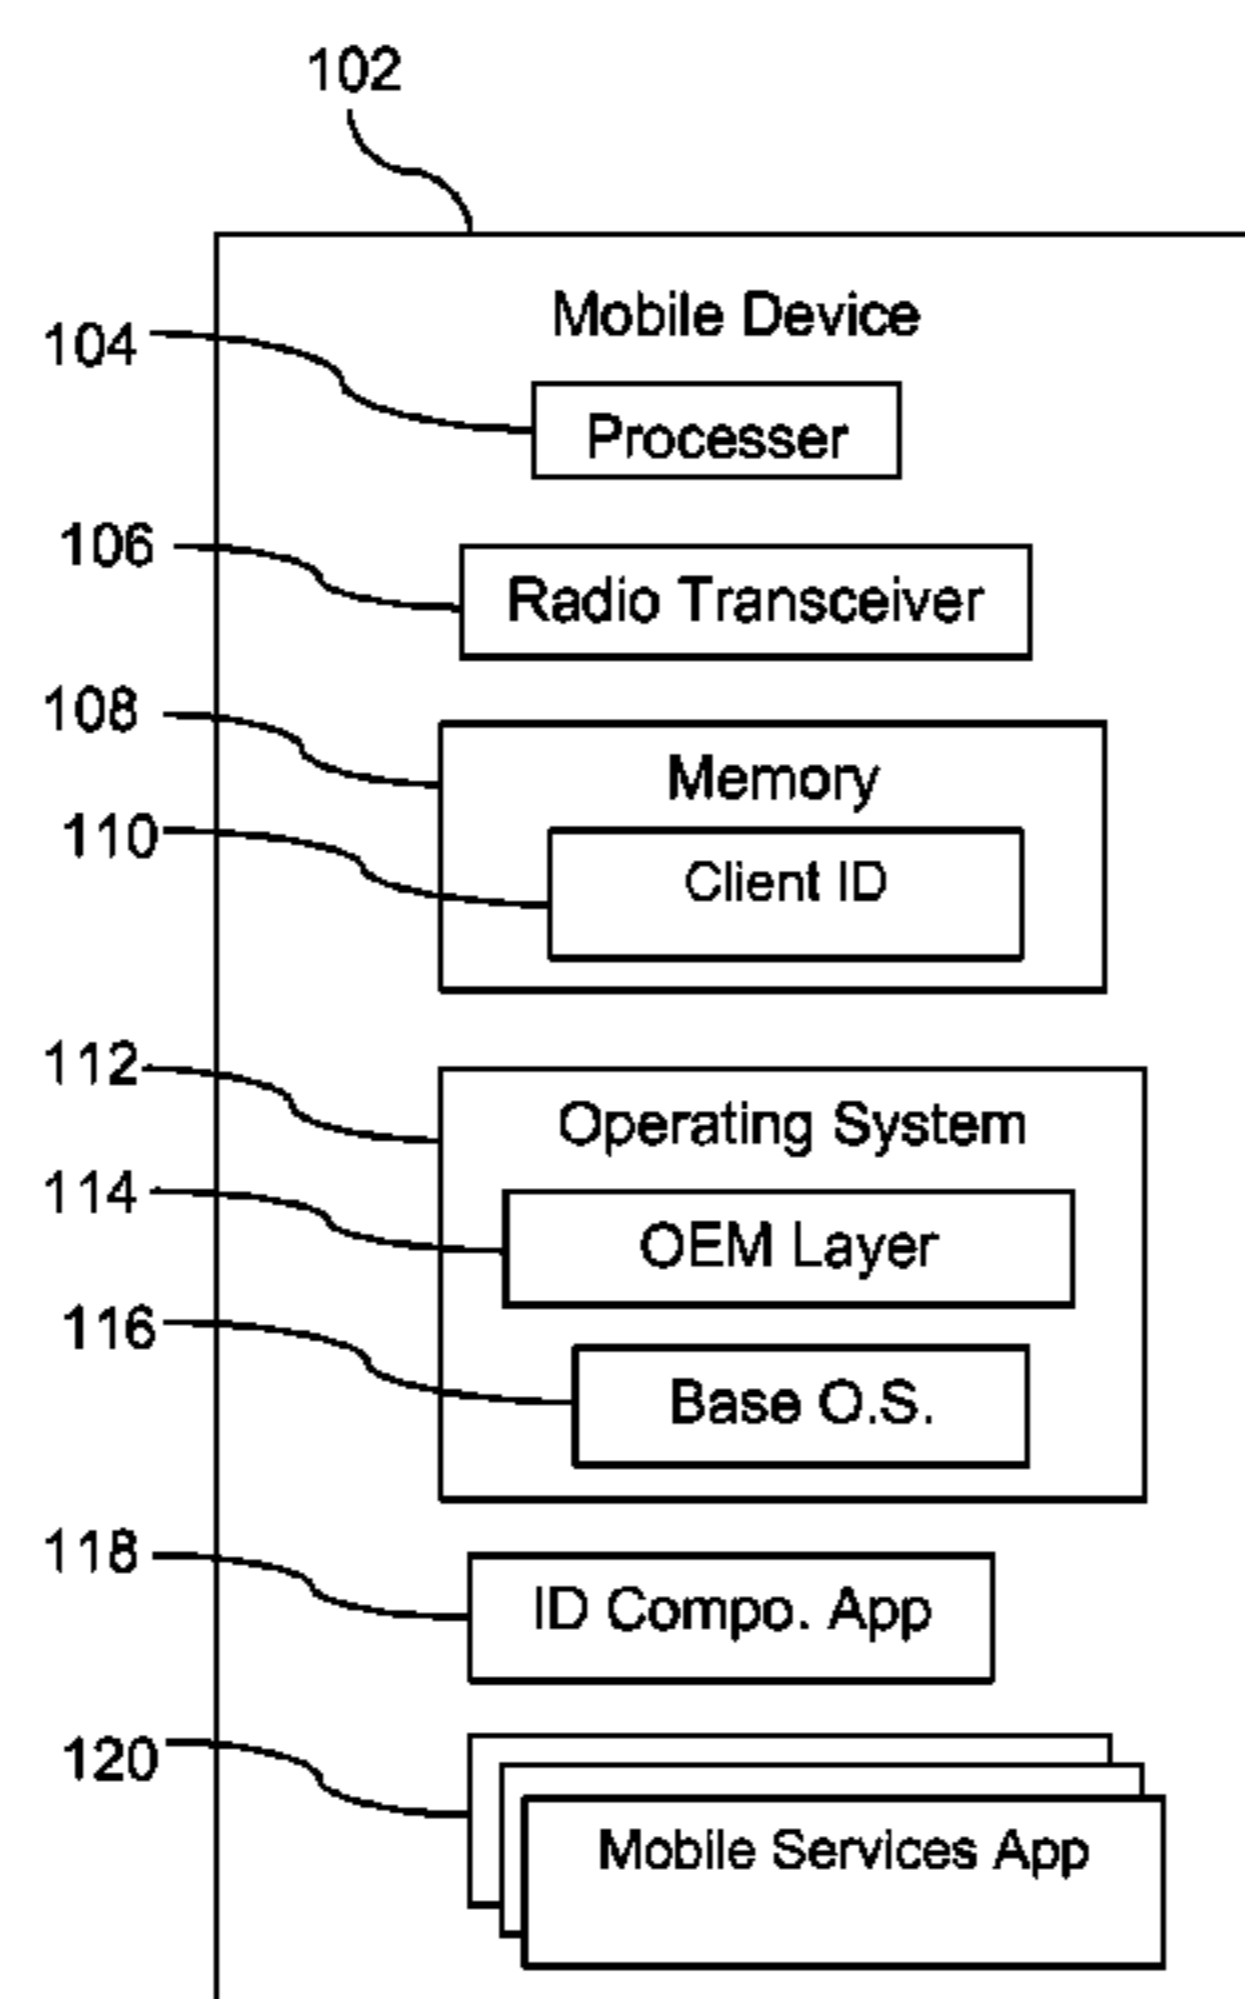 102
Mobile Device
104
Processer
106
Radio Transceiver
108
Memory
110
Client ID
112
Operating System
114
OEM Layer
116
Base O.S.
118
ID Compo. App
120
Mobile Services App